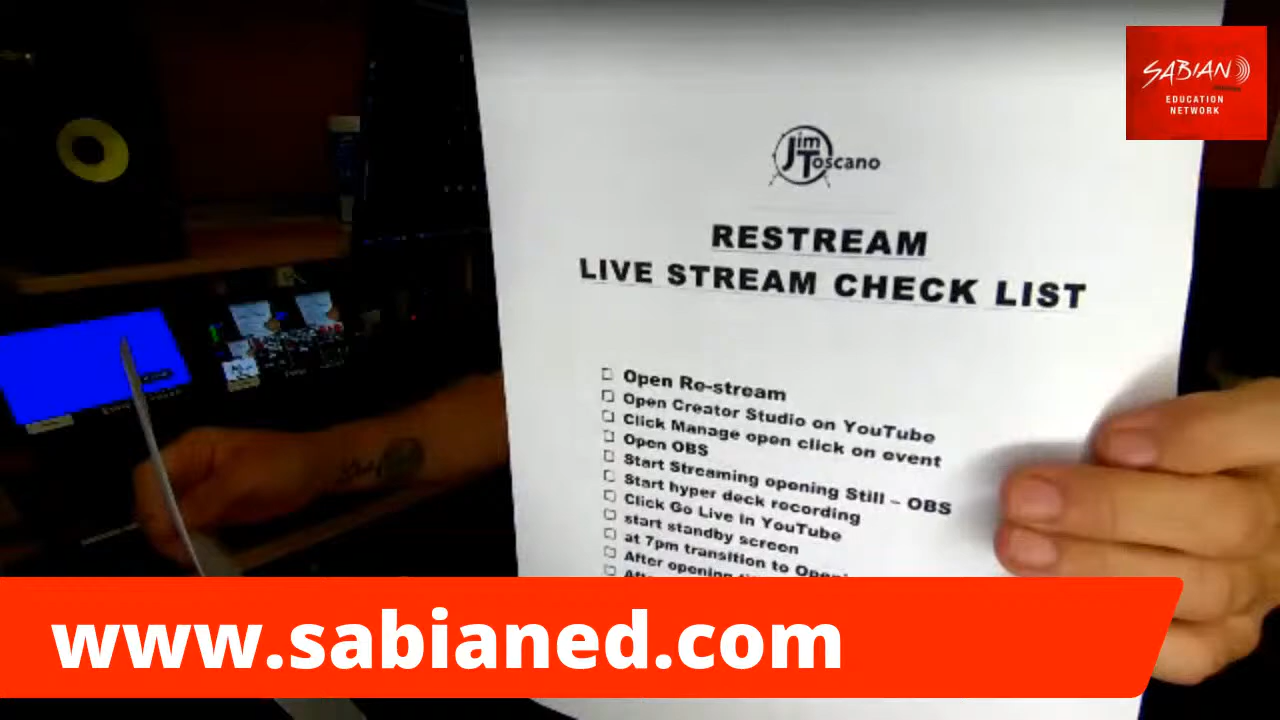 SABIAN
EDUCATION
NETWORK
Jim
Toscano
RESTREAM
LIVE STREAM CHECK LIST
Open Re-stream
Open Creator Studio on YouTube
Click Manage open click on event
Open OBS
Start Streaming opening Still – OBS
Start hyper deck recording
Click Go Live in YouTube
start standby screen
at 7pm transition to
After opening
www.sabianed.com